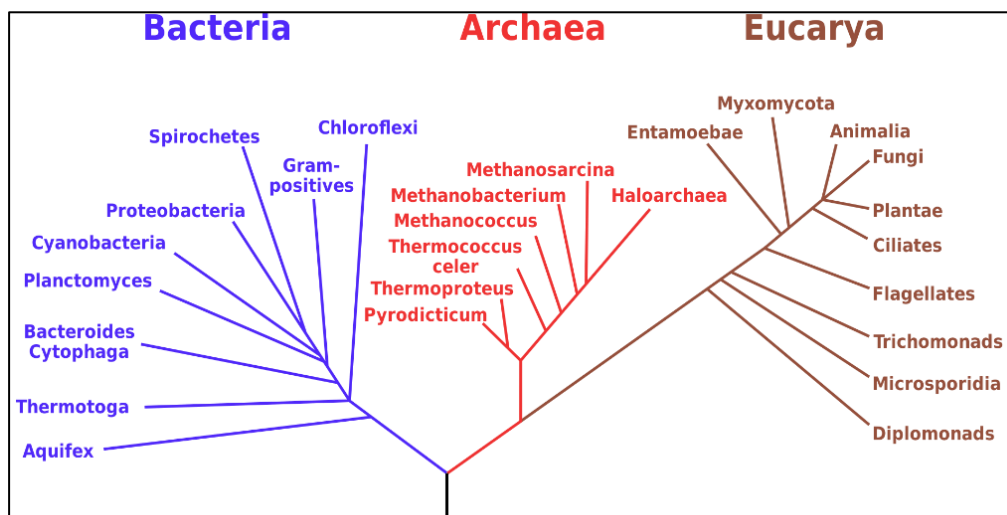 Bacteria
Archaea
Eucarya
Spirochetes
Chloroflexi
Gram-
positives
Proteobacteria
Cyanobacteria
Planctomyces
Bacteroides
Cytophaga
Thermotoga
Aquifex
Methanosarcina
Methanobacterium
Haloarchaea
Methanococcus
Thermococcus
celer
Thermoproteus
Pyrodicticum
Myxomycota
Entamoebae
Animalia
Fungi
Plantae
Ciliates
Flagellates
Trichomonads
Microsporidia
Diplomonads